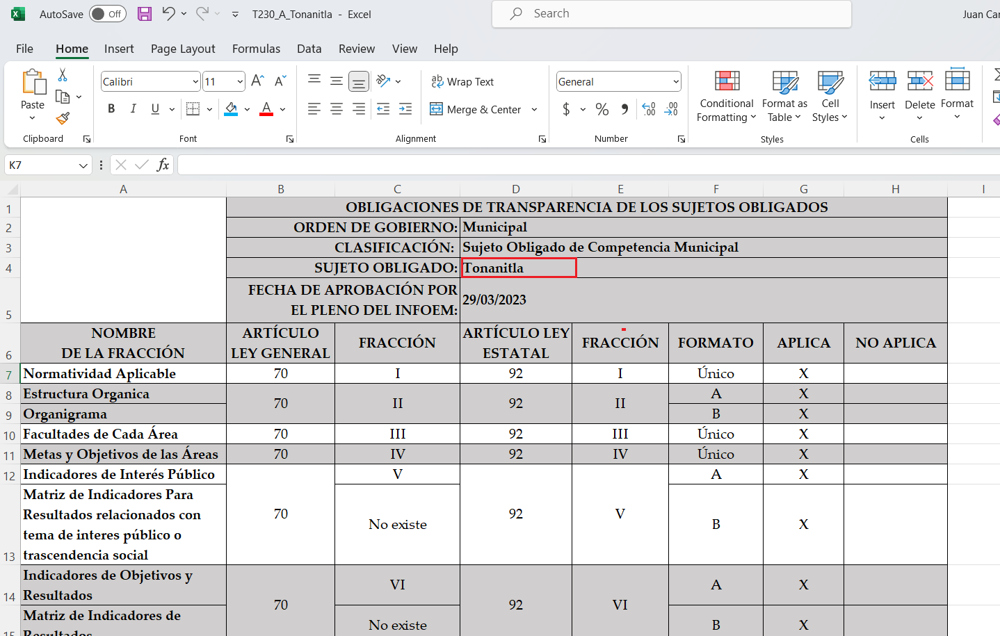 AutoSave Off T230_A_Tonanitla - Excel Search Juan Car
File Home Insert Page Layout Formulas Data Review View Help
Paste Calibri 11 Wrap Text General Conditional Formatting Format as Table Cell Styles Insert Delete Format
B I U Merge & Center $ % , .00
Clipboard Font Alignment Number Styles Cells
K7 fx
A B C D E F G H I
1 OBLIGACIONES DE TRANSPARENCIA DE LOS SUJETOS OBLIGADOS
2 ORDEN DE GOBIERNO: Municipal
3 CLASIFICACIÓN: Sujeto Obligado de Competencia Municipal
4 SUJETO OBLIGADO: Tonanitla
FECHA DE APROBACIÓN POR
5 EL PLENO DEL INFOEM: 29/03/2023
NOMBRE ARTÍCULO FRACCIÓN ARTÍCULO LEY FRACCIÓN FORMATO APLICA NO APLICA
6 DE LA FRACCIÓN LEY GENERAL ESTATAL
7 Normatividad Aplicable 70 I 92 I Único X
8 Estructura Organica 70 II 92 II A X
9 Organigrama B X
10 Facultades de Cada Área 70 III 92 III Único X
11 Metas y Objetivos de las Áreas 70 IV 92 IV Único X
12 Indicadores de Interés Público V A X
Matriz de Indicadores Para
Resultados relacionados con 70 No existe 92 V B X
tema de interes público o
13 trascendencia social
Indicadores de Objetivos y VI A X
14 Resultados 70 92 VI
Matriz de Indicadores de No existe B X
15 Resultados